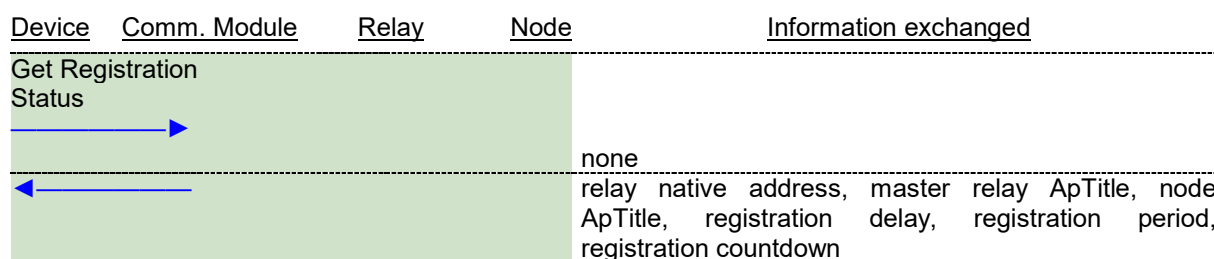 Device Comm. Module Relay Node Information exchanged
Get Registration
Status
none
relay native address, master relay ApTitle, node
ApTitle, registration delay, registration period,
registration countdown